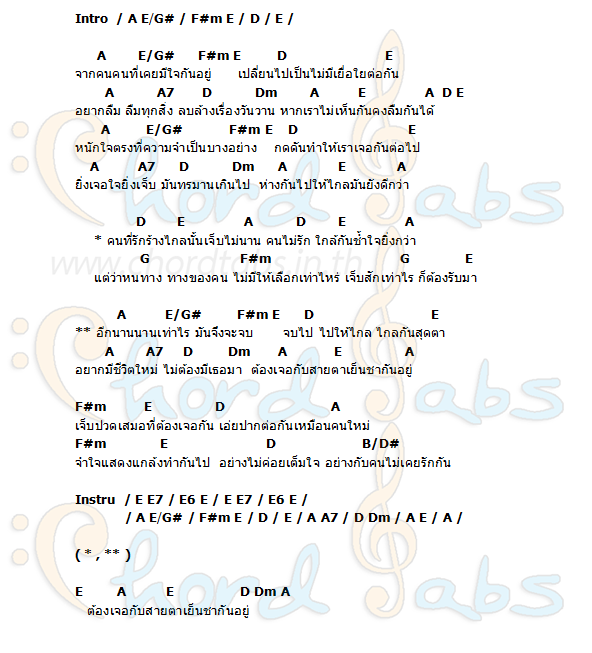 Intro / A E/G# / F#m E / D / E /
A E/G# F#m E D E
จากคนคนที่เคยมีใจกันอยู่ เปลี่ยนไปเป็นไม่มีเยื่อใยต่อกัน
A A7 D Dm A E A D E
อยากลืม ลืมทุกสิ่ง ลบล้างเรื่องวันวาน หากเราไม่เห็นกันคงลืมกันได้
A E/G# F#m E D E
หนักใจตรงที่ความจำเป็นบางอย่าง กดดันทำให้เราเจอกันต่อไป
A A7 D Dm A E A
ยิ่งเจอใจยิ่งเจ็บ มันทรมานเกินไป ห่างกันไปให้ไกลมันยังดีกว่า
D E A D E A
* คนที่รักร้างไกลนั้นเจ็บไม่นาน คนไม่รัก ใกล้กันช้ำใจยิ่งกว่า
G F#m G E
แต่ว่าหนทาง ทางของคน ไม่มีให้เลือกเท่าไหร่ เจ็บสักเท่าไร ก็ต้องรับมา
www.chordtabs.in.th
A E/G# F#m E D E
** อีกนานนานเท่าไร มันจึงจะจบ จบไป ไปให้ไกล ไกลกันสุดตา
A A7 D Dm A E A
อยากมีชีวิตใหม่ ไม่ต้องมีเธอมา ต้องเจอกับสายตาเย็นชากันอยู่
F#m E D A
เจ็บปวดเสมอที่ต้องเจอกัน เอ่ยปากต่อกันเหมือนคนใหม่
F#m E D B/D#
จำใจแสดงแกล้งทำกันไป อย่างไม่ค่อยเต็มใจ อย่างกับคนไม่เคยรักกัน
Instru / E E7 / E6 E / E E7 / E6 E /
/ A E/G# / F#m E / D / E / A A7 / D Dm / A E / A /
( * , ** )
E A E D Dm A
ต้องเจอกับสายตาเย็นชากันอยู่